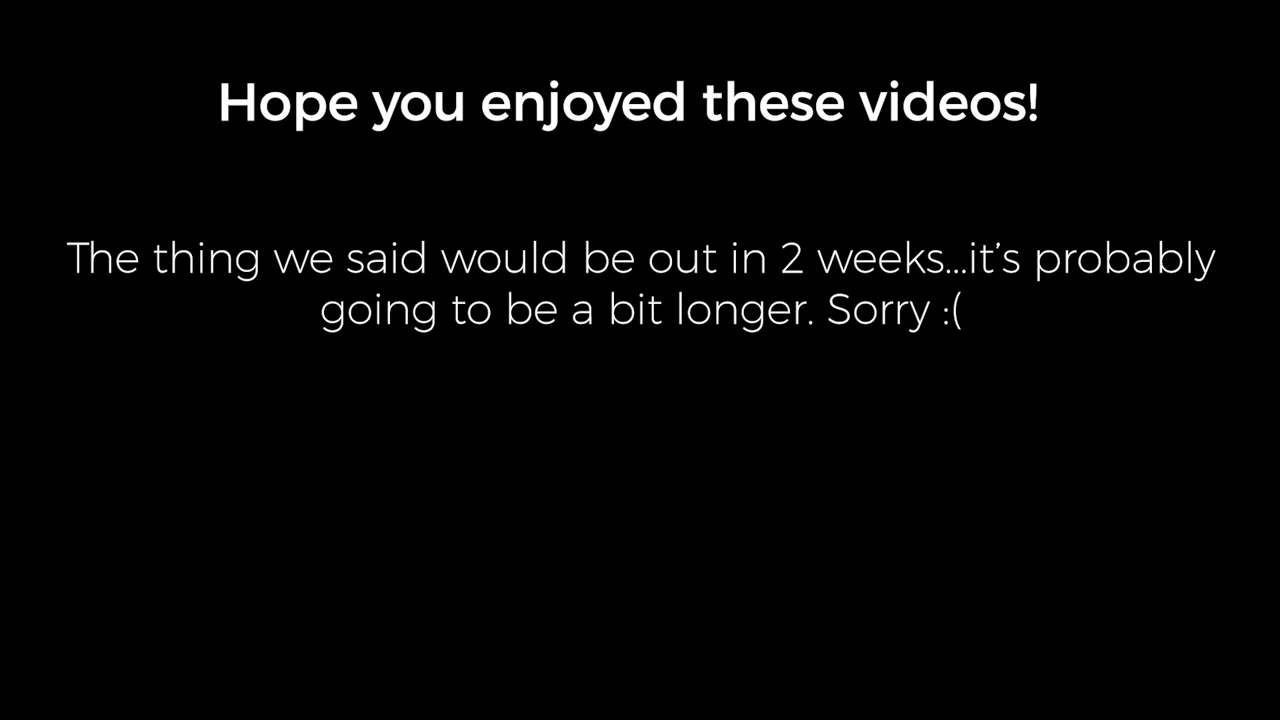 Hope you enjoyed these videos!
The thing we said would be out in 2 weeks...it’s probably
going to be a bit longer. Sorry :(